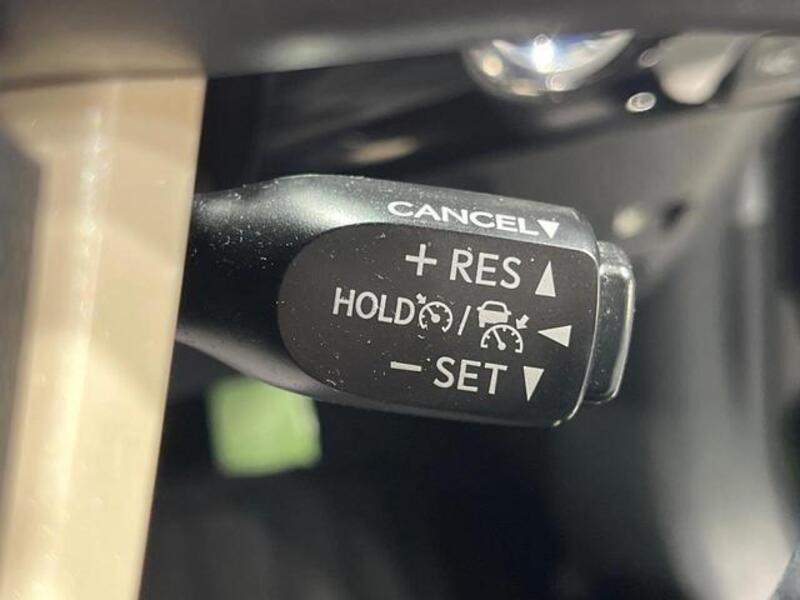 CANCEL▼
+ RES ▲
HOLD / ◀
− SET ▼